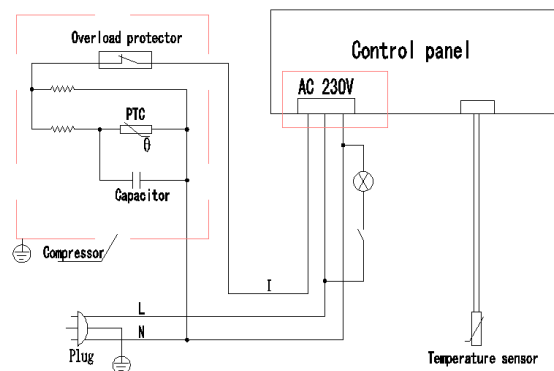 Overload protector
Control panel
AC 230V
PTC
θ
Capacitor
Compressor
I
L
N
Plug
Temperature sensor